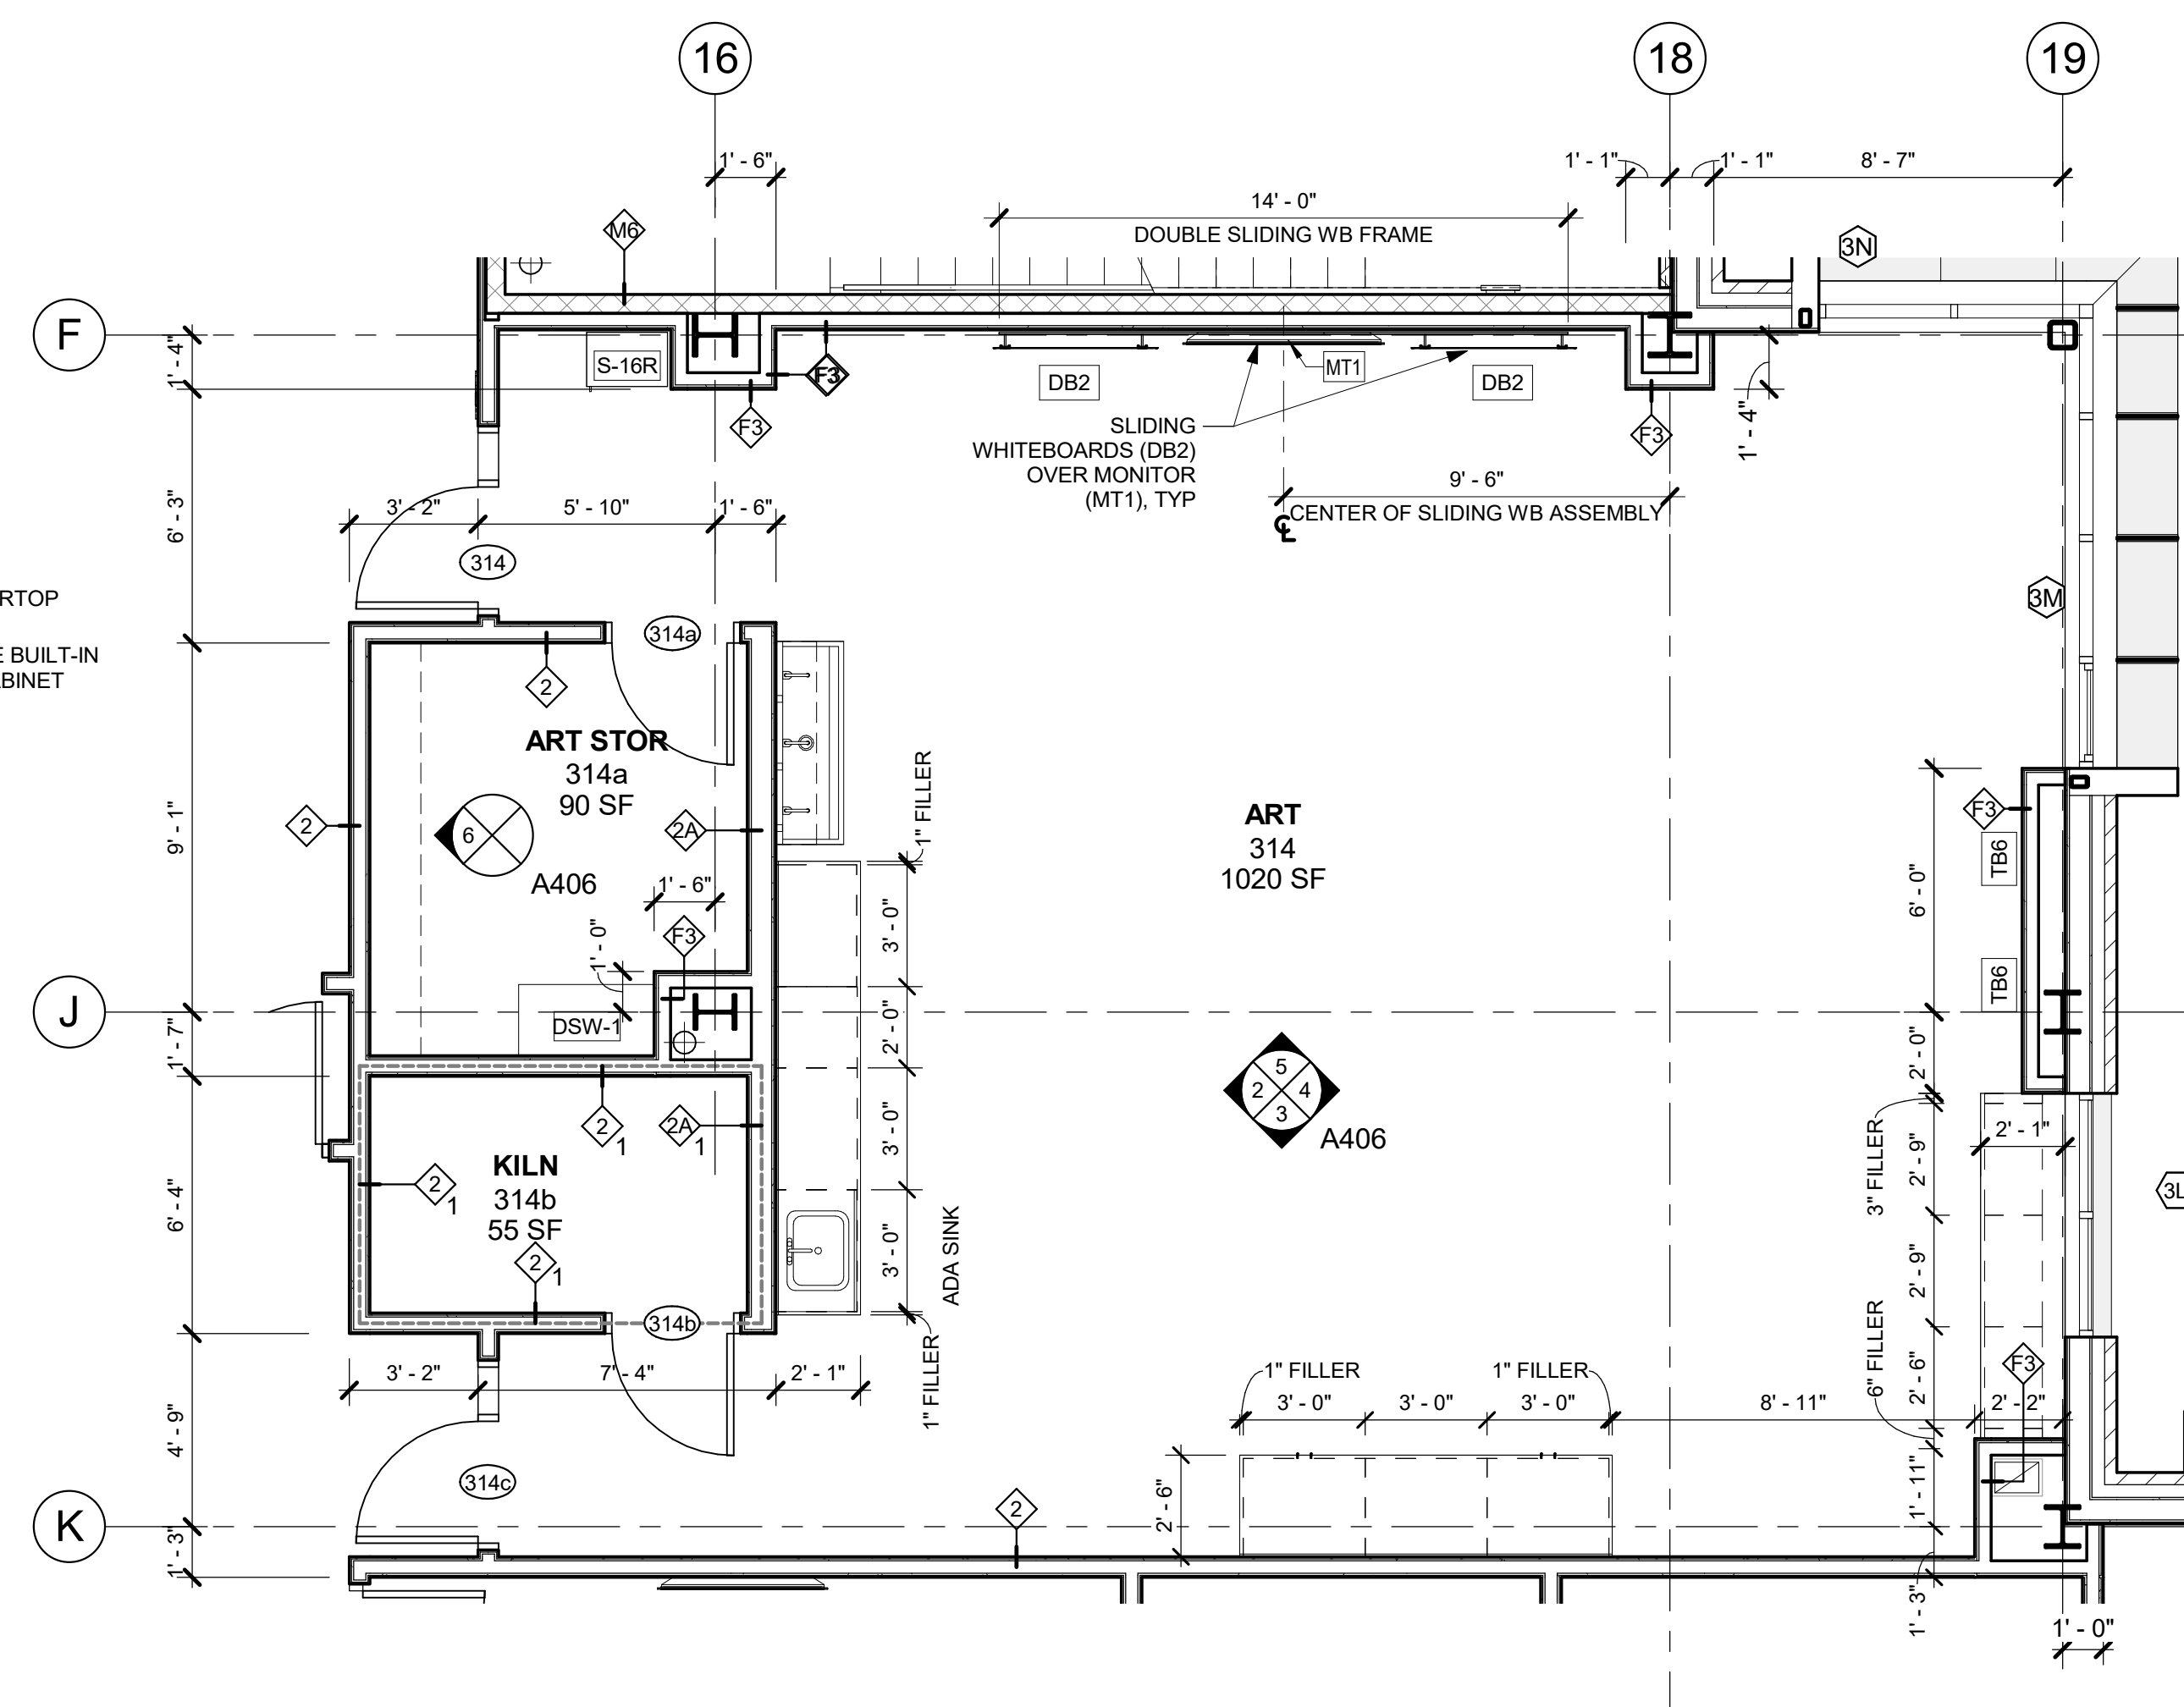 16
18
19
1' - 6"
1' - 1"
1' - 1"
8' - 7"
14' - 0"
DOUBLE SLIDING WB FRAME
M6
3N
F
1' - 4"
S-16R
F3
F3
DB2
MT1
DB2
F3
1' - 4"
SLIDING
WHITEBOARDS (DB2)
OVER MONITOR
(MT1), TYP
9' - 6"
CENTER OF SLIDING WB ASSEMBLY
6' - 3"
3' - 2"
5' - 10"
1' - 6"
314
3M
RTOP
E BUILT-IN
ABINET
314a
2
ART STOR
314a
90 SF
6
A406
2
2A
9' - 1"
1" FILLER
ART
314
1020 SF
F3
TB6
TB6
6' - 0"
1' - 6"
1' - 0"
F3
3' - 0"
J
DSW-1
1' - 7"
2' - 0"
2' - 0"
5
2
4
3
A406
2
1
2A
1
3' - 0"
3" FILLER
2' - 1"
2' - 9"
KILN
314b
55 SF
2
1
2
1
6' - 4"
3' - 0"
ADA SINK
3L
2' - 9"
314b
1" FILLER
6" FILLER
3' - 2"
7' - 4"
2' - 1"
1" FILLER
1" FILLER
3' - 0"
3' - 0"
3' - 0"
8' - 11"
2' - 2"
F3
2' - 6"
4' - 9"
314c
2
2' - 6"
1' - 11"
K
1' - 3"
1' - 3"
1' - 0"